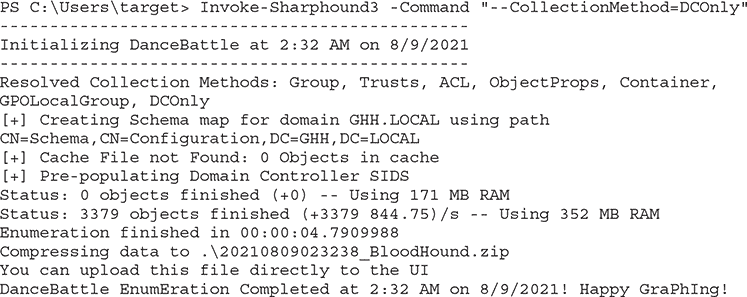 PS C:\Users\target> Invoke-Sharphound3 -Command "--CollectionMethod=DCOnly"
-----------------------------------------------
Initializing DanceBattle at 2:32 AM on 8/9/2021
-----------------------------------------------
Resolved Collection Methods: Group, Trusts, ACL, ObjectProps, Container,
GPOLocalGroup, DCOnly
[+] Creating Schema map for domain GHH.LOCAL using path
CN=Schema,CN=Configuration,DC=GHH,DC=LOCAL
[+] Cache File not Found: 0 Objects in cache
[+] Pre-populating Domain Controller SIDS
Status: 0 objects finished (+0) -- Using 171 MB RAM
Status: 3379 objects finished (+3379 844.75)/s -- Using 352 MB RAM
Enumeration finished in 00:00:04.7909988
Compressing data to .\20210809023238_BloodHound.zip
You can upload this file directly to the UI
DanceBattle EnumEration Completed at 2:32 AM on 8/9/2021! Happy GraPhIng!